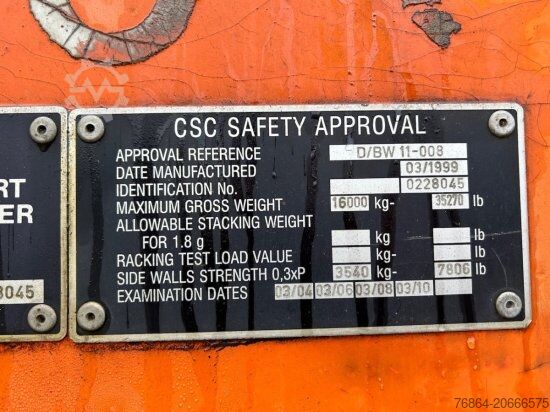 CSC SAFETY APPROVAL
APPROVAL REFERENCE D/BW 11-008
DATE MANUFACTURED 03/1999
IDENTIFICATION No. 0228045
MAXIMUM GROSS WEIGHT 16000 kg- 35270 lb
ALLOWABLE STACKING WEIGHT
FOR 1.8 g kg lb
RACKING TEST LOAD VALUE kg lb
SIDE WALLS STRENGTH 0,3xP 3540 kg- 7806 lb
EXAMINATION DATES 03/04 03/06 03/08 03/10
RT
ER
8045
76864-20666575